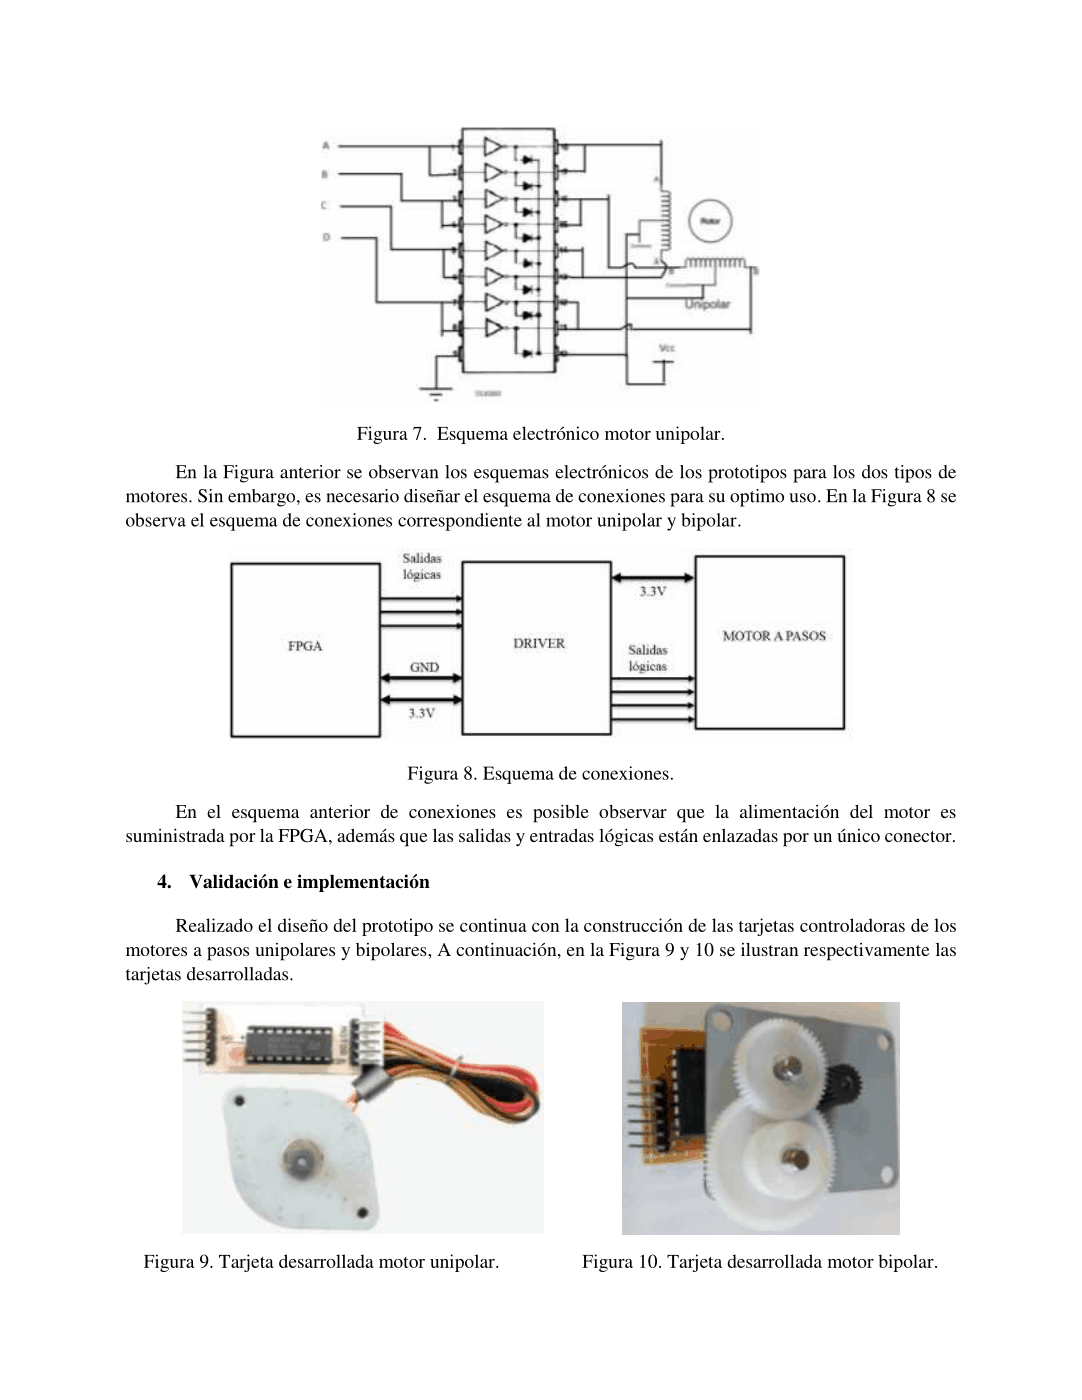 A
B
C
D
Rotor
Unipolar
Vcc
Figura 7. Esquema electrónico motor unipolar.
En la Figura anterior se observan los esquemas electrónicos de los prototipos para los dos tipos de
motores. Sin embargo, es necesario diseñar el esquema de conexiones para su optimo uso. En la Figura 8 se
observa el esquema de conexiones correspondiente al motor unipolar y bipolar.
Salidas
lógicas
3.3V
FPGA
DRIVER
MOTOR A PASOS
Salidas
lógicas
GND
3.3V
Figura 8. Esquema de conexiones.
En el esquema anterior de conexiones es posible observar que la alimentación del motor es
suministrada por la FPGA, además que las salidas y entradas lógicas están enlazadas por un único conector.
4. Validación e implementación
Realizado el diseño del prototipo se continua con la construcción de las tarjetas controladoras de los
motores a pasos unipolares y bipolares, A continuación, en la Figura 9 y 10 se ilustran respectivamente las
tarjetas desarrolladas.
Figura 9. Tarjeta desarrollada motor unipolar.
Figura 10. Tarjeta desarrollada motor bipolar.